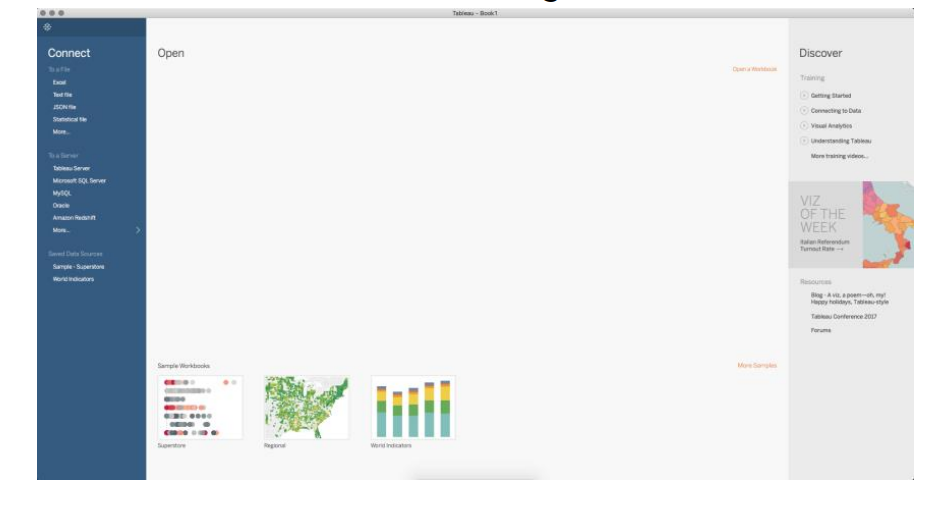 Tableau - Book1
Connect
To a File
Excel
Text file
JSON file
Statistical file
More...
To a Server
Tableau Server
Microsoft SQL Server
MySQL
Oracle
Amazon Redshift
More...
Saved Data Sources
Sample - Superstore
World Indicators
Open
Open a Workbook
Sample Workbooks
More Samples
Superstore
Regional
World Indicators
Discover
Training
Getting Started
Connecting to Data
Visual Analytics
Understanding Tableau
More training videos...
VIZ
OF THE
WEEK
Italian Referendum
Turnout Rate →
Resources
Blog - A viz, a poem—oh, my!
Happy holidays, Tableau-style
Tableau Conference 2017
Forums